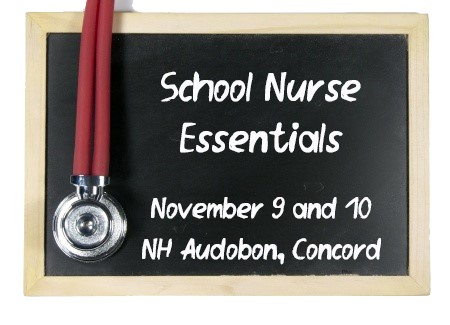 School Nurse
Essentials
November 9 and 10
NH Audobon, Concord